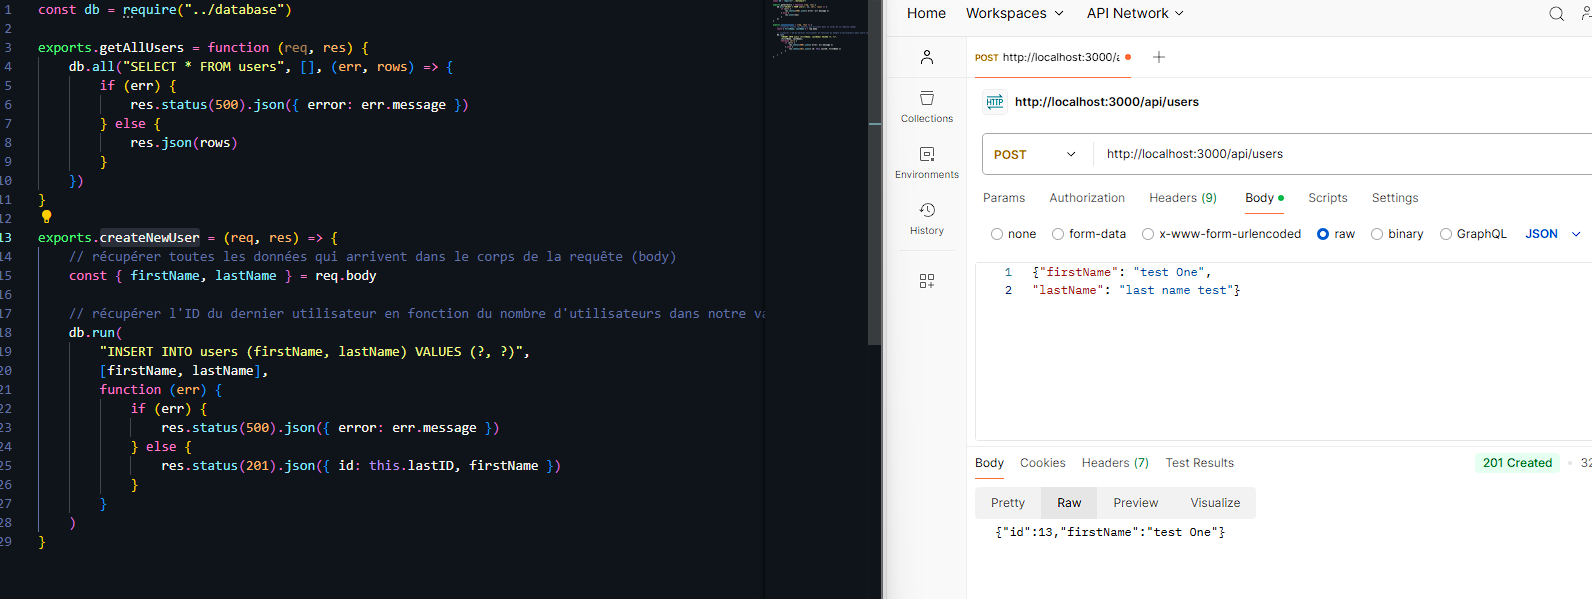 1 const db = require("../database")
2
3 exports.getAllUsers = function (req, res) {
4 db.all("SELECT * FROM users", [], (err, rows) => {
5 if (err) {
6 res.status(500).json({ error: err.message })
7 } else {
8 res.json(rows)
9 }
10 })
11 }
12
13 exports.createNewUser = (req, res) => {
14 // récupérer toutes les données qui arrivent dans le corps de la requête (body)
15 const { firstName, lastName } = req.body
16
17 // récupérer l'ID du dernier utilisateur en fonction du nombre d'utilisateurs dans notre va
18 db.run(
19 "INSERT INTO users (firstName, lastName) VALUES (?, ?)",
20 [firstName, lastName],
21 function (err) {
22 if (err) {
23 res.status(500).json({ error: err.message })
24 } else {
25 res.status(201).json({ id: this.lastID, firstName })
26 }
27 }
28 )
29 }
Home Workspaces API Network
POST http://localhost:3000/a
HTTP http://localhost:3000/api/users
Collections
Environments
History
POST http://localhost:3000/api/users
Params Authorization Headers (9) Body Scripts Settings
none form-data x-www-form-urlencoded raw binary GraphQL JSON
1 {"firstName": "test One",
2 "lastName": "last name test"}
Body Cookies Headers (7) Test Results 201 Created 32
Pretty Raw Preview Visualize
{"id":13,"firstName":"test One"}